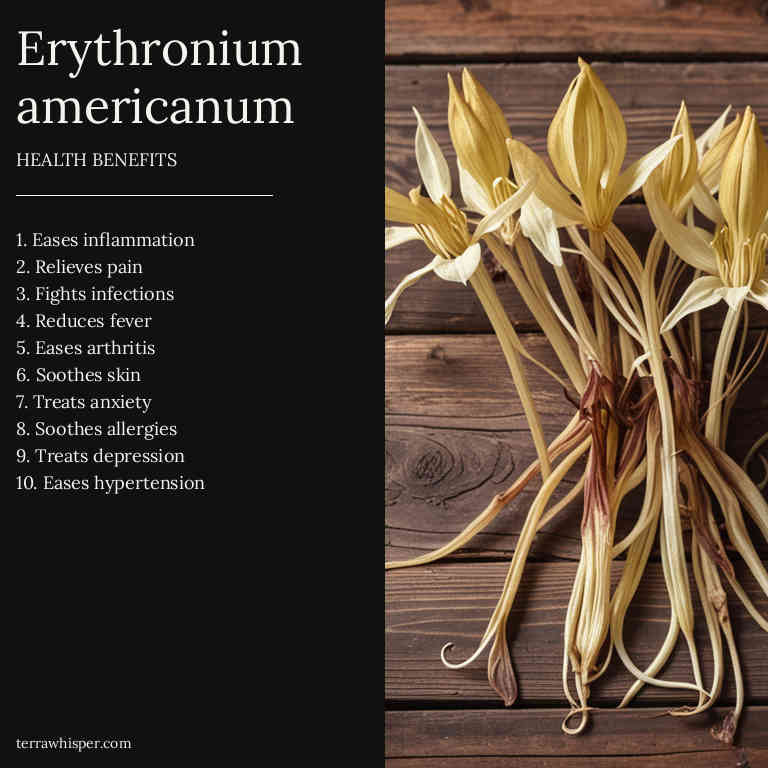 Erythronium
americanum
HEALTH BENEFITS
1. Eases inflammation
2. Relieves pain
3. Fights infections
4. Reduces fever
5. Eases arthritis
6. Soothes skin
7. Treats anxiety
8. Soothes allergies
9. Treats depression
10. Eases hypertension
terrawhisper.com